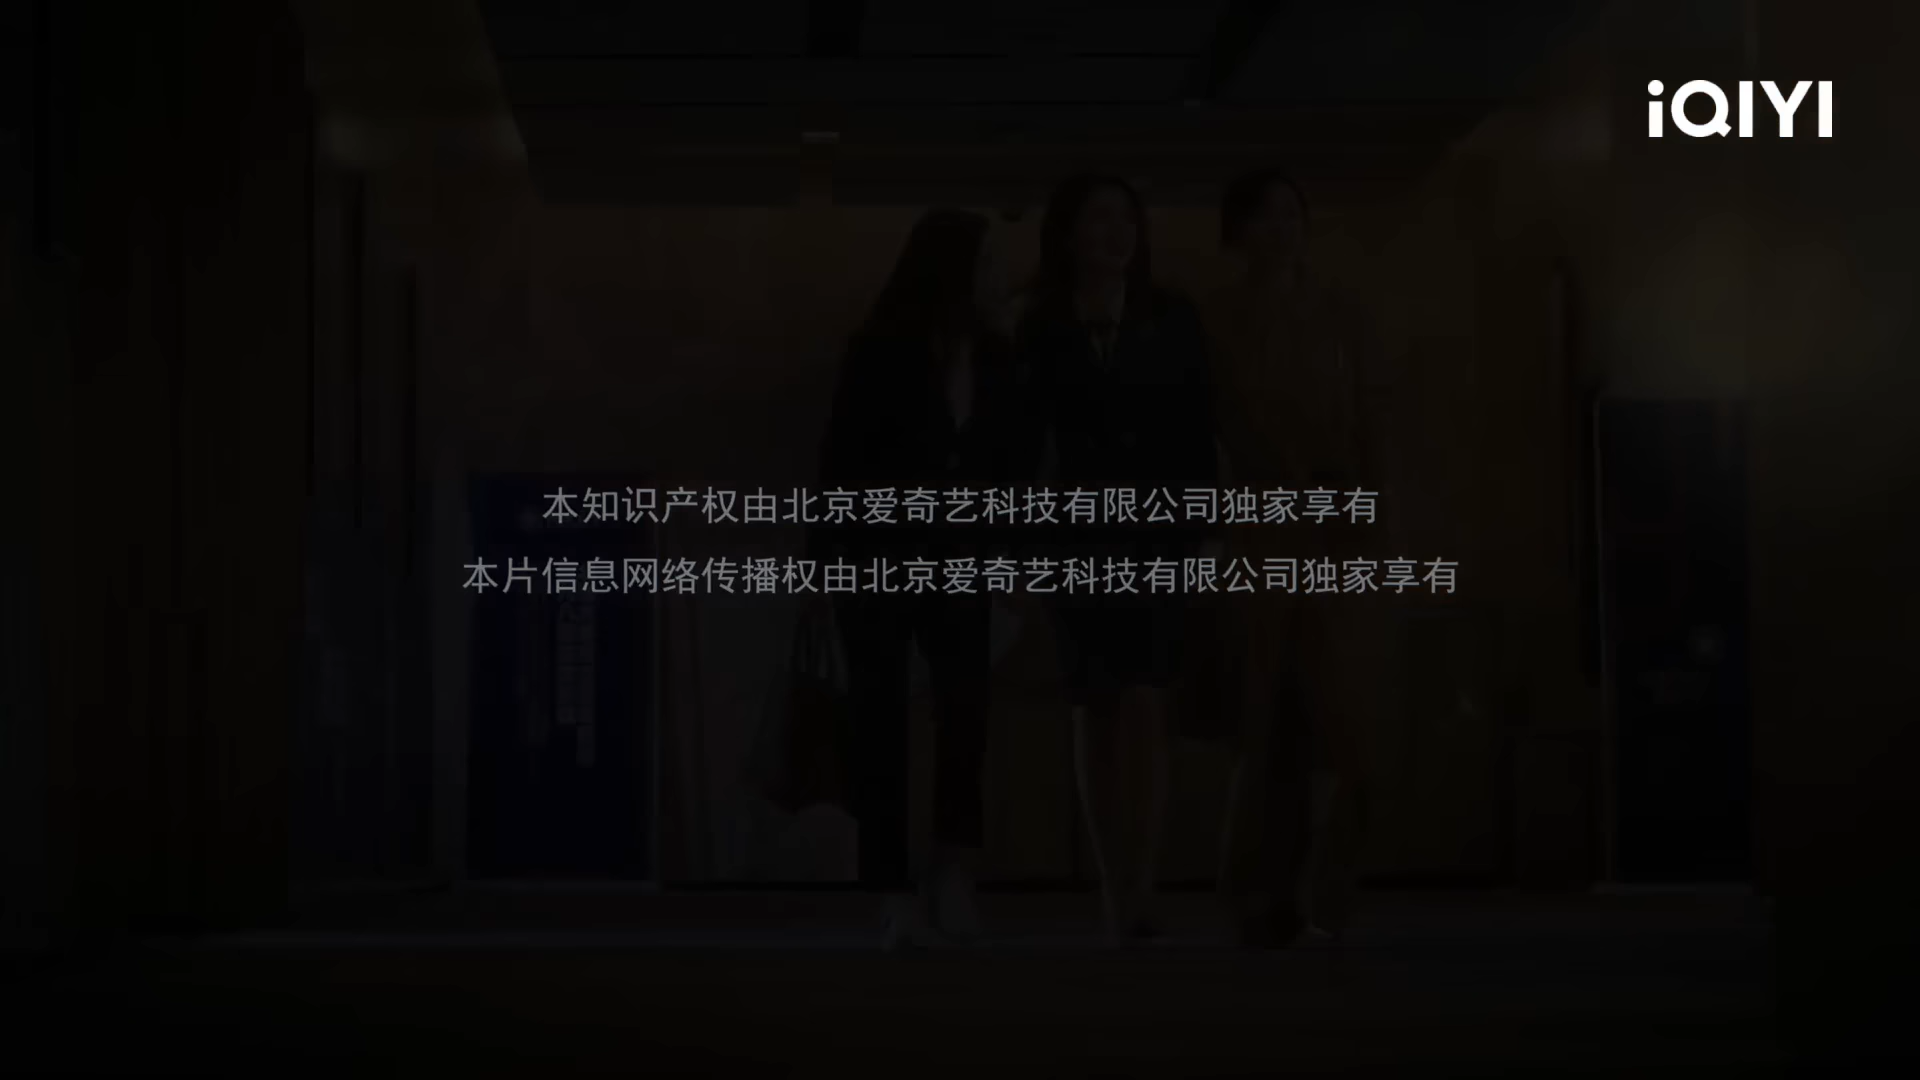 iQIYI
本知识产权由北京爱奇艺科技有限公司独家享有
本片信息网络传播权由北京爱奇艺科技有限公司独家享有